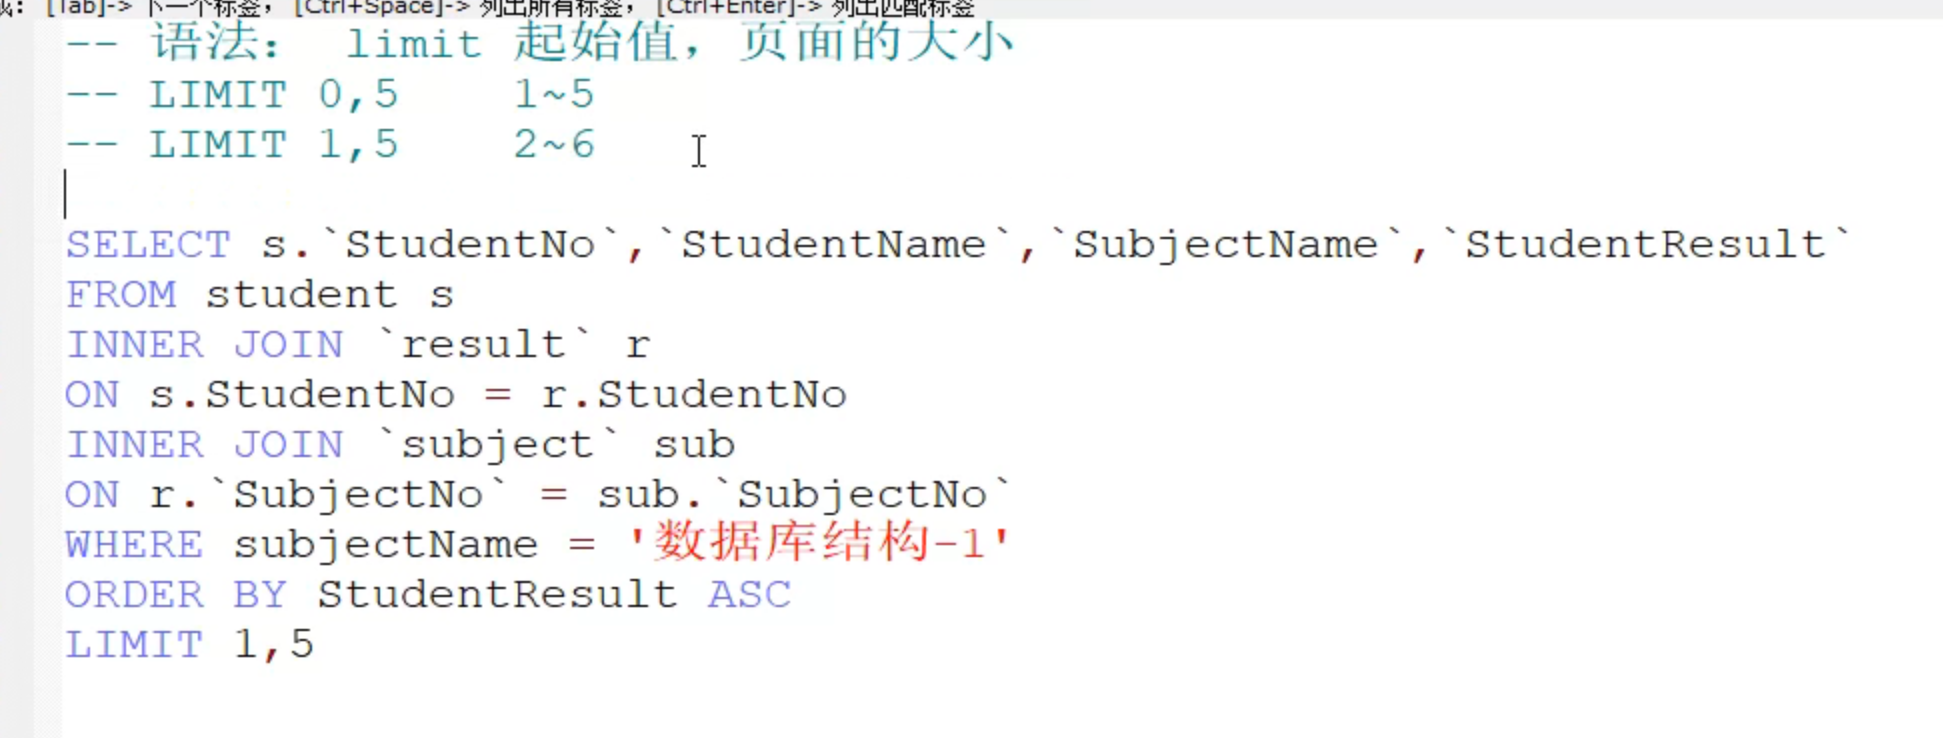 [Tab]-> 下一个标签， [Ctrl+Space]-> 列出所有标签， [Ctrl+Enter]-> 列出匹配标签
-- 语法： limit 起始值，页面的大小
-- LIMIT 0,5 1~5
-- LIMIT 1,5 2~6
SELECT s.`StudentNo`,`StudentName`,`SubjectName`,`StudentResult`
FROM student s
INNER JOIN `result` r
ON s.StudentNo = r.StudentNo
INNER JOIN `subject` sub
ON r.`SubjectNo` = sub.`SubjectNo`
WHERE subjectName = '数据库结构-1'
ORDER BY StudentResult ASC
LIMIT 1,5